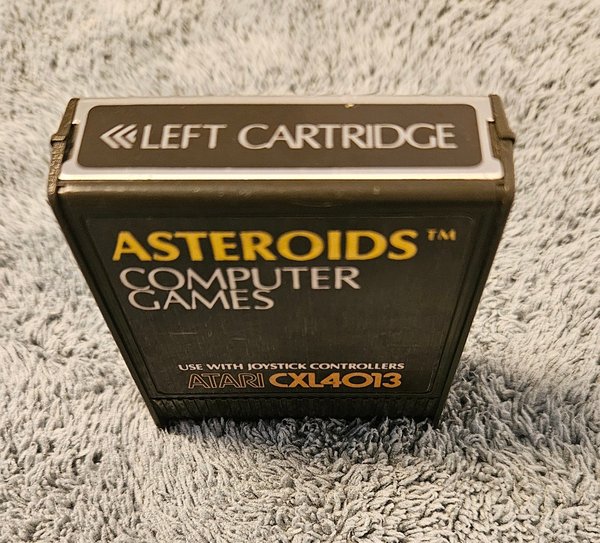 <<< LEFT CARTRIDGE
ASTEROIDS™
COMPUTER
GAMES
USE WITH JOYSTICK CONTROLLERS
ATARI CXL4013